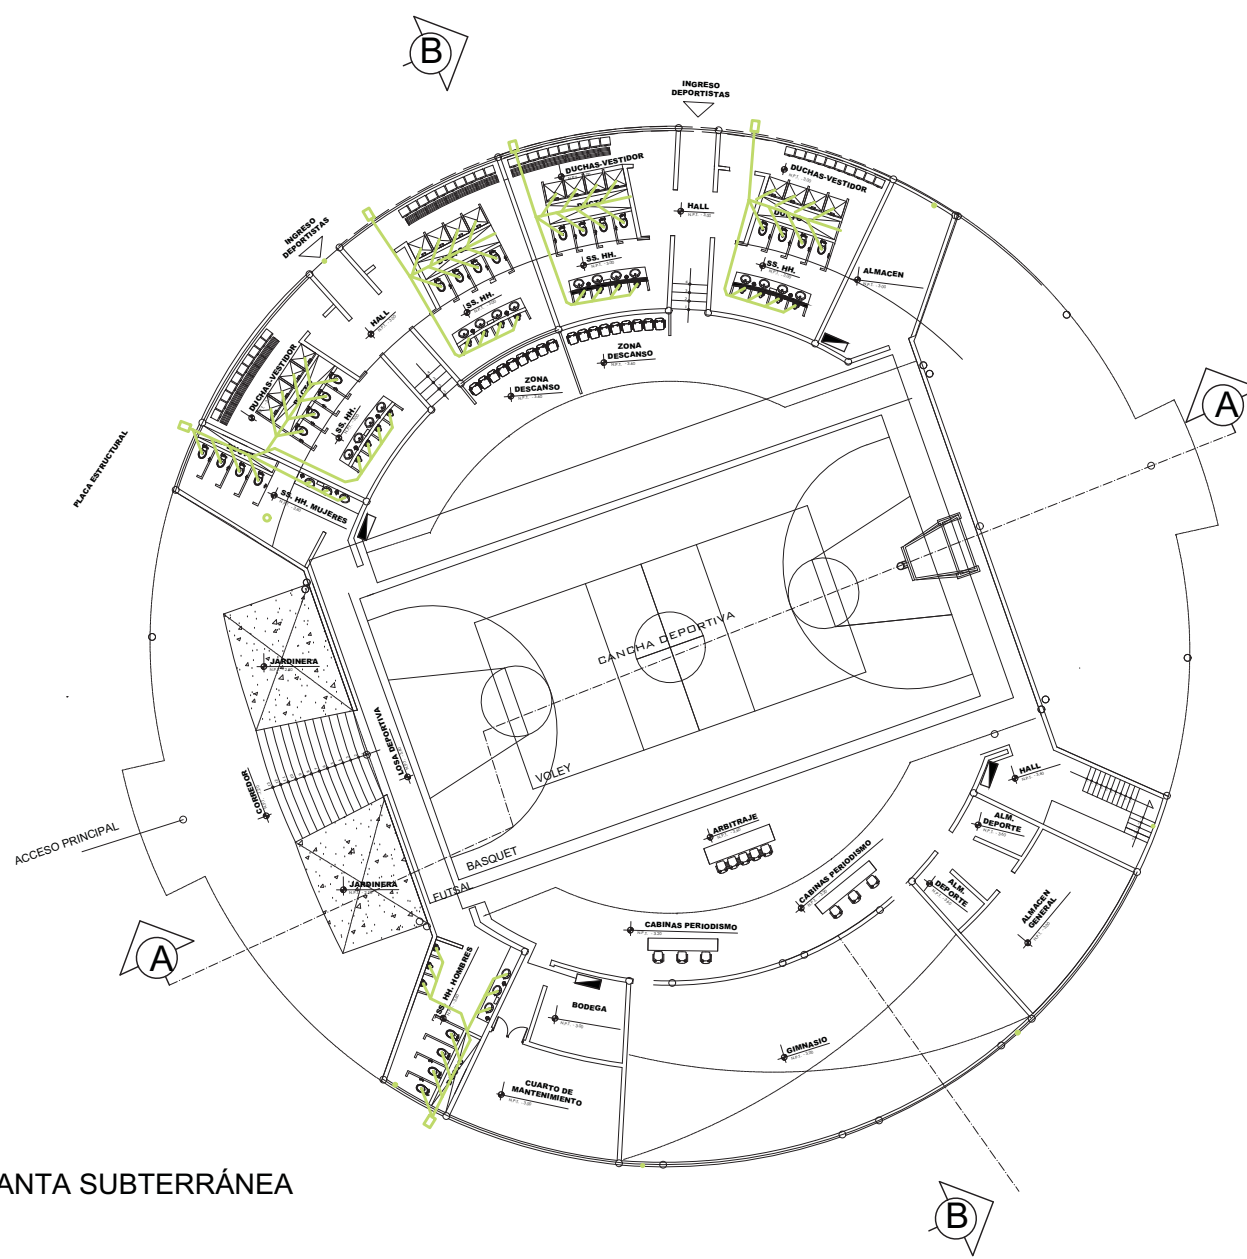 B
INGRESO
DEPORTISTAS
INGRESO
DEPORTISTAS
DUCHAS-VESTIDOR
DUCHAS-VESTIDOR
HALL
SS. HH.
SS. HH.
ALMACEN
HALL
SS. HH.
DUCHAS-VESTIDOR
SS. HH.
ZONA
DESCANSO
ZONA
DESCANSO
A
PLACA ESTRUCTURAL
SS. HH. MUJERES
CANCHA DEPORTIVA
JARDINERA
LOSA DEPORTIVA
CORREDOR
VOLEY
HALL
ACCESO PRINCIPAL
ARBITRAJE
ALM.
DEPORTE
BASQUET
FUTSAL
JARDINERA
CABINAS PERIODISMO
ALM.
DEPORTE
ALMACEN
GENERAL
CABINAS PERIODISMO
A
SS. HH. HOMBRES
BODEGA
GIMNASIO
CUARTO DE
MANTENIMIENTO
ANTA SUBTERRÁNEA
B